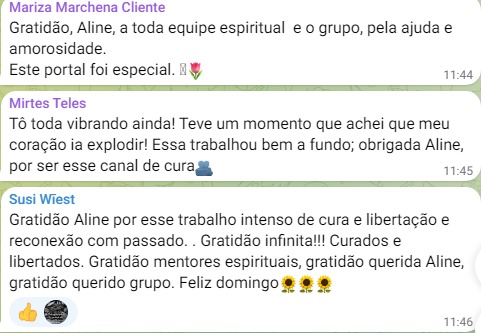 Mariza Marchena Cliente
Gratidão, Aline, a toda equipe espiritual e o grupo, pela ajuda e
amorosidade.
Este portal foi especial. 🌷
11:44
Mirtes Teles
Tô toda vibrando ainda! Teve um momento que achei que meu
coração ia explodir! Essa trabalhou bem a fundo; obrigada Aline,
por ser esse canal de cura🫂
11:45
Susi Wïest
Gratidão Aline por esse trabalho intenso de cura e libertação e
reconexão com passado. . Gratidão infinita!!! Curados e
libertados. Gratidão mentores espirituais, gratidão querida Aline,
gratidão querido grupo. Feliz domingo🌻🌻🌻
👍
11:46